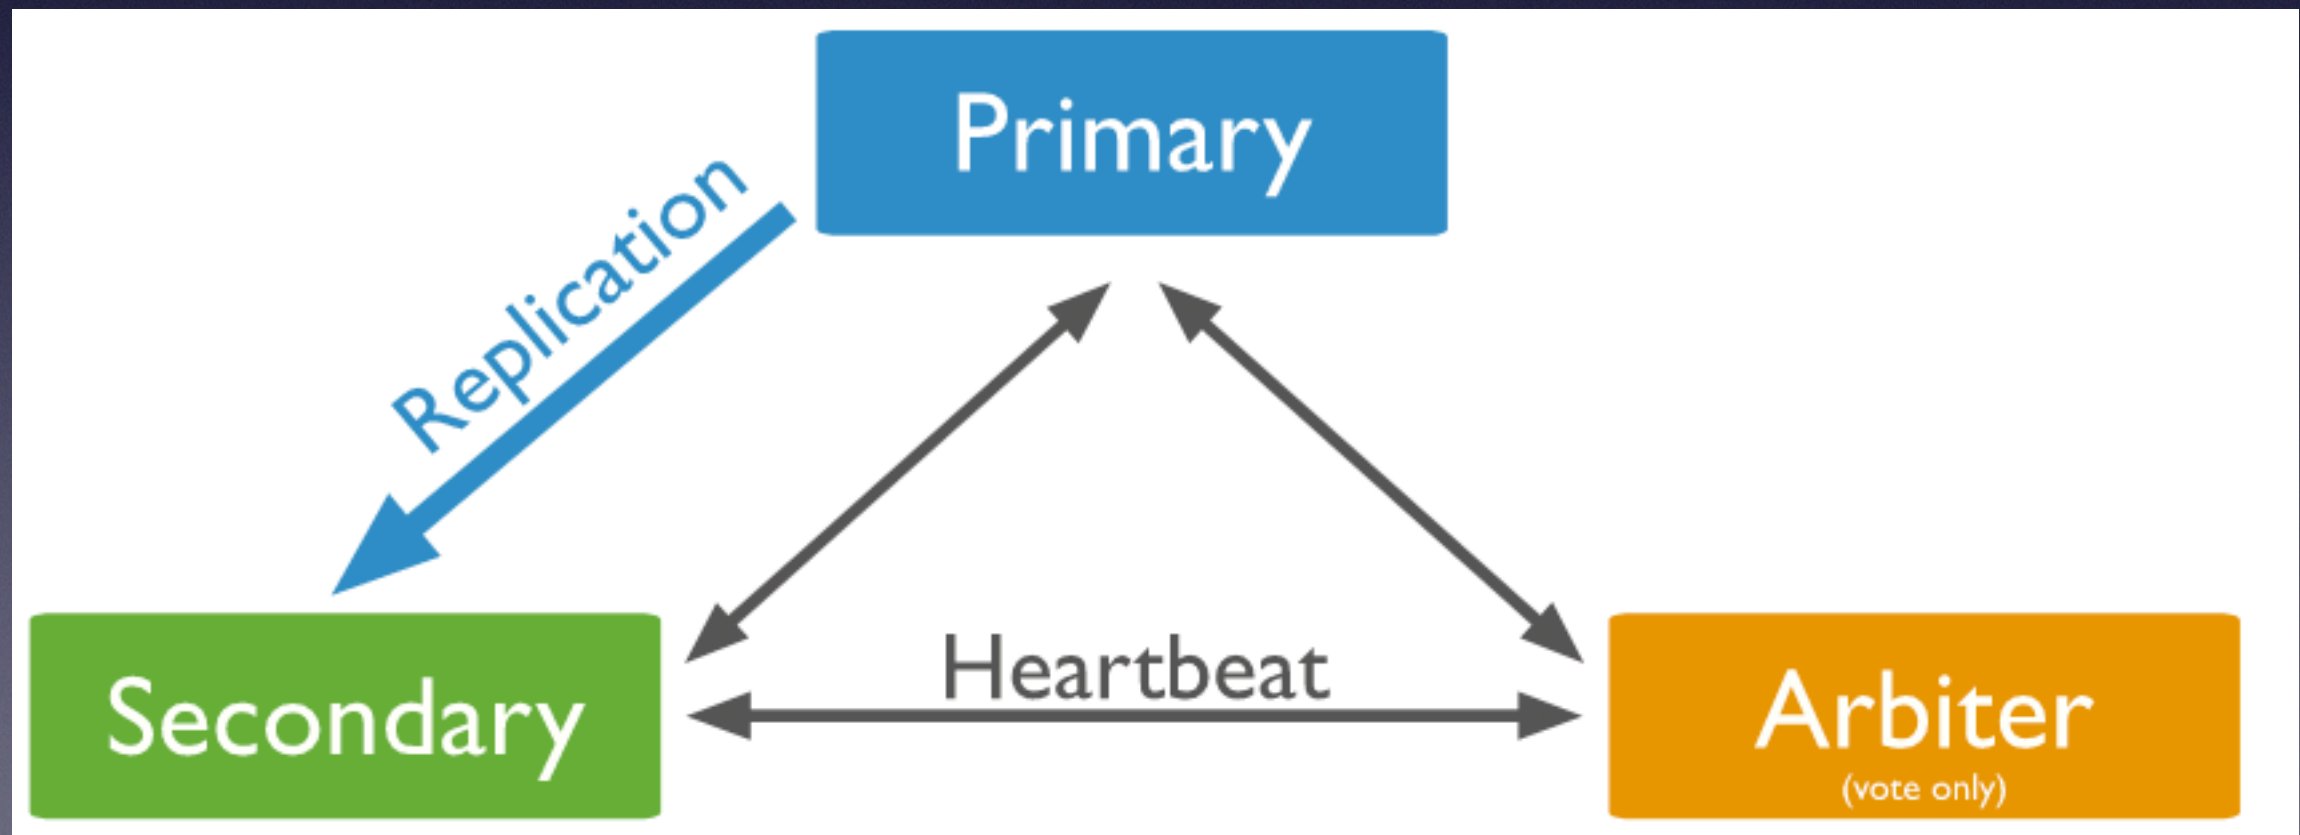 Primary
Replication
Heartbeat
Secondary
Arbiter
(vote only)